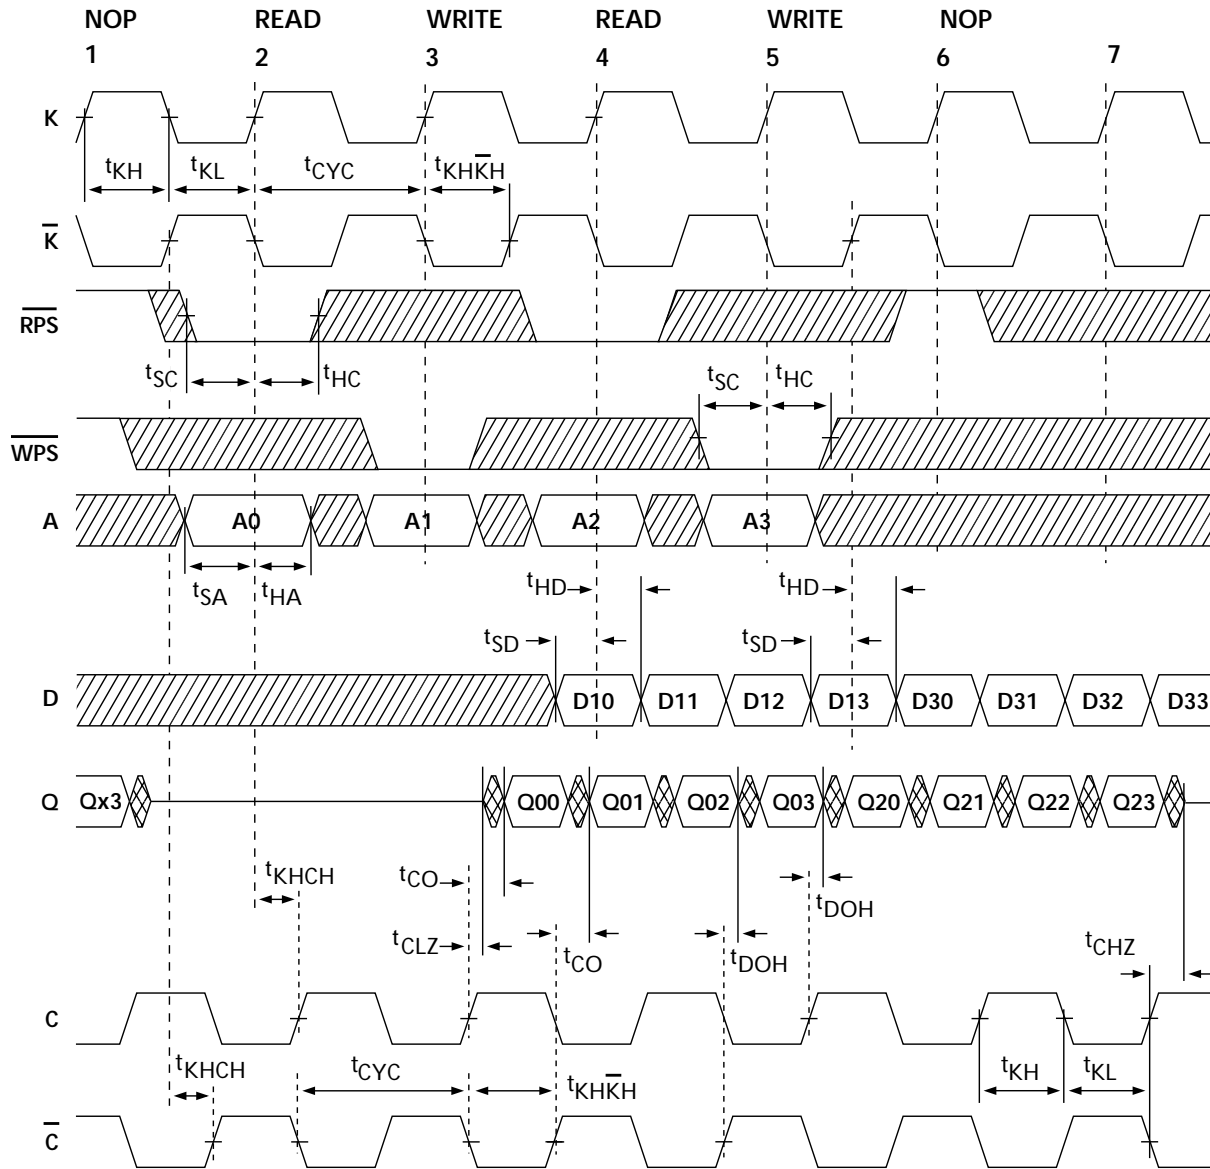 NOP READ WRITE READ WRITE NOP
1 2 3 4 5 6 7
K
tKH tKL tCYC tKHK̅H
K̅
R̅P̅S̅
tSC tHC tSC tHC
W̅P̅S̅
A A0 A1 A2 A3
tSA tHA tHD tHD
tSD tSD
D D10 D11 D12 D13 D30 D31 D32 D33
Q Qx3 Q00 Q01 Q02 Q03 Q20 Q21 Q22 Q23
tKHCH tCO tDOH
tCLZ tCO tDOH tCHZ
C
tKHCH tCYC tKHK̅H tKH tKL
C̅